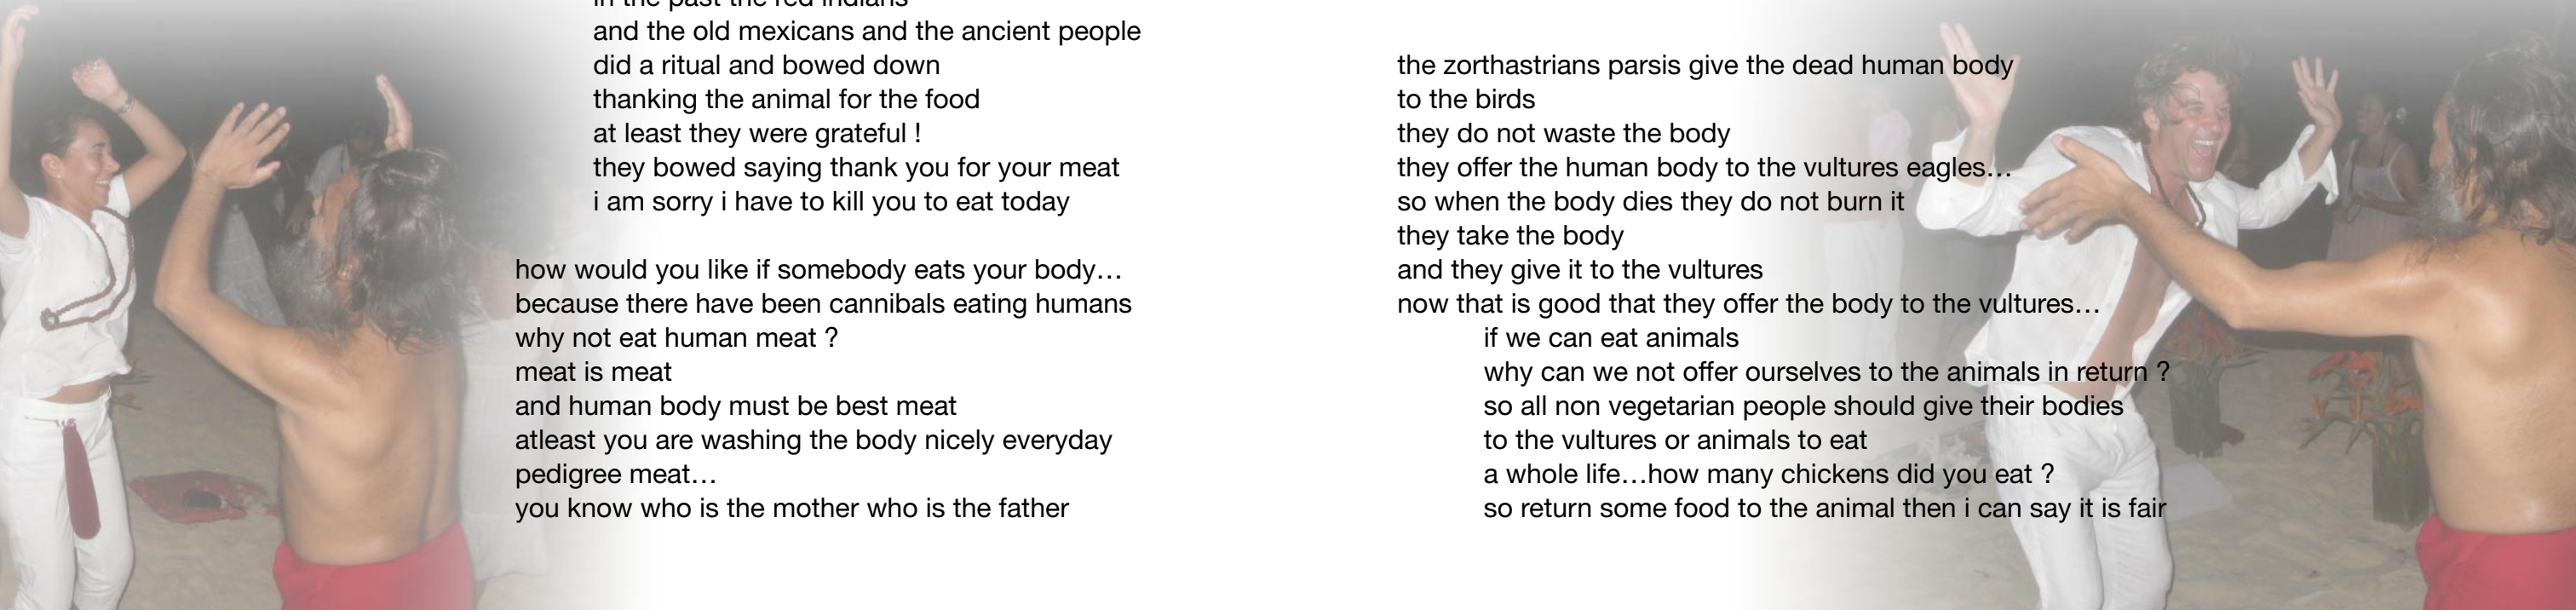 in the past the red indians
and the old mexicans and the ancient people
did a ritual and bowed down
thanking the animal for the food
at least they were grateful !
they bowed saying thank you for your meat
i am sorry i have to kill you to eat today
how would you like if somebody eats your body…
because there have been cannibals eating humans
why not eat human meat ?
meat is meat
and human body must be best meat
atleast you are washing the body nicely everyday
pedigree meat…
you know who is the mother who is the father
the zorthastrians parsis give the dead human body
to the birds
they do not waste the body
they offer the human body to the vultures eagles…
so when the body dies they do not burn it
they take the body
and they give it to the vultures
now that is good that they offer the body to the vultures…
if we can eat animals
why can we not offer ourselves to the animals in return ?
so all non vegetarian people should give their bodies
to the vultures or animals to eat
a whole life…how many chickens did you eat ?
so return some food to the animal then i can say it is fair